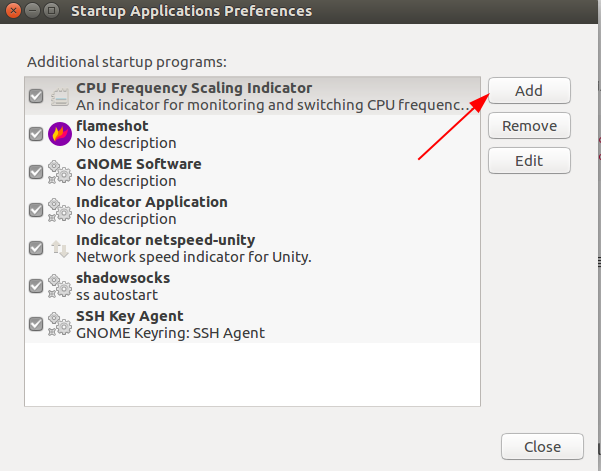 Startup Applications Preferences
Additional startup programs:
CPU Frequency Scaling Indicator
An indicator for monitoring and switching CPU frequenc…
flameshot
No description
GNOME Software
No description
Indicator Application
No description
Indicator netspeed-unity
Network speed indicator for Unity.
shadowsocks
ss autostart
SSH Key Agent
GNOME Keyring: SSH Agent
Add
Remove
Edit
Close